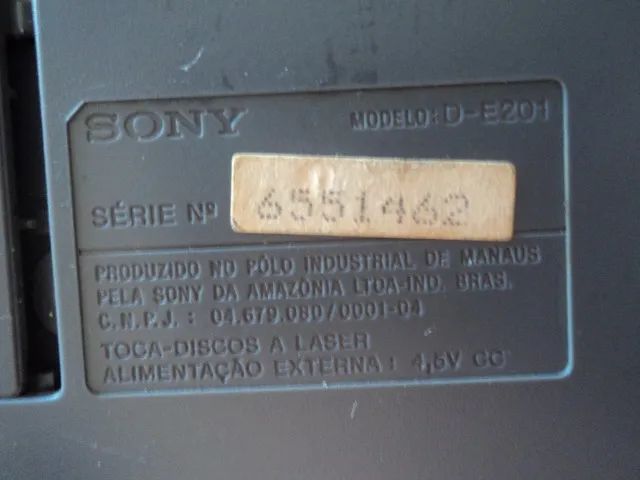 SONY MODELO: D-E201
SÉRIE Nº 6551462
PRODUZIDO NO PÓLO INDUSTRIAL DE MANAUS
PELA SONY DA AMAZÔNIA LTDA-IND. BRAS.
C.N.P.J.: 04.679.080/0001-04
TOCA-DISCOS A LASER
ALIMENTAÇÃO EXTERNA: 4,5V CC